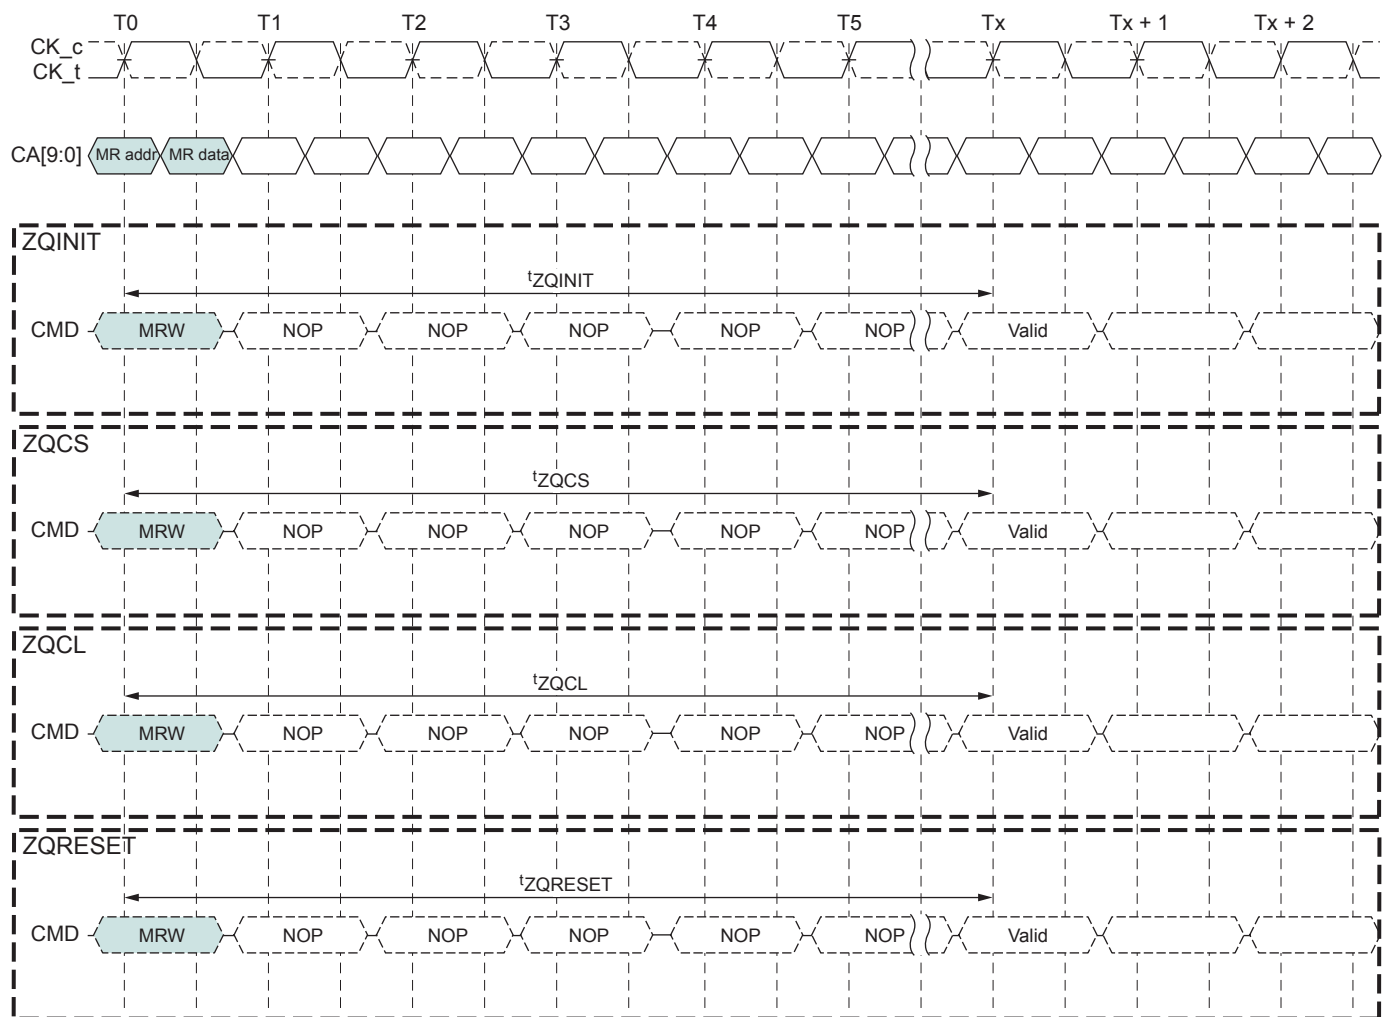 T0 T1 T2 T3 T4 T5 Tx Tx + 1 Tx + 2
CK_c
CK_t
CA[9:0] MR addr MR data
ZQINIT
tZQINIT
CMD MRW NOP NOP NOP NOP NOP Valid
ZQCS
tZQCS
CMD MRW NOP NOP NOP NOP NOP Valid
ZQCL
tZQCL
CMD MRW NOP NOP NOP NOP NOP Valid
ZQRESET
tZQRESET
CMD MRW NOP NOP NOP NOP NOP Valid